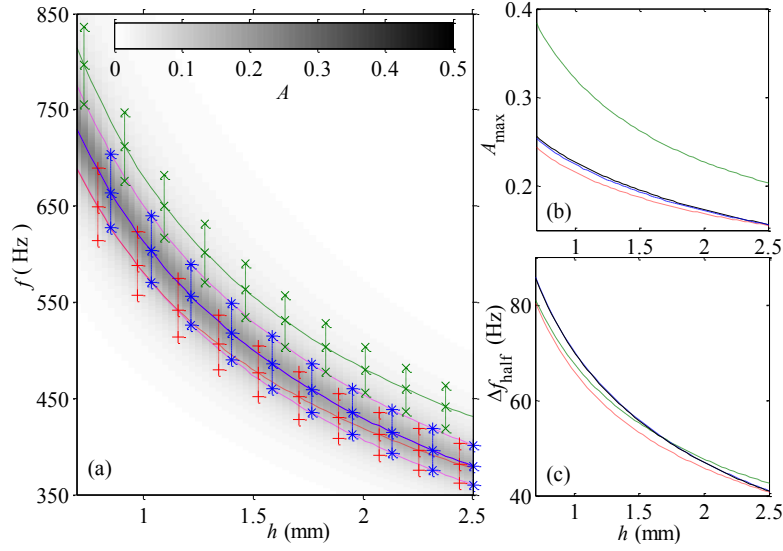 850
750
650
550
450
350
f (Hz)
0 0.1 0.2 0.3 0.4 0.5
A
(a)
1 1.5 2 2.5
h (mm)
0.4
0.3
0.2
A_max
(b)
1 1.5 2 2.5
80
60
40
Δf_half (Hz)
(c)
1 1.5 2 2.5
h (mm)